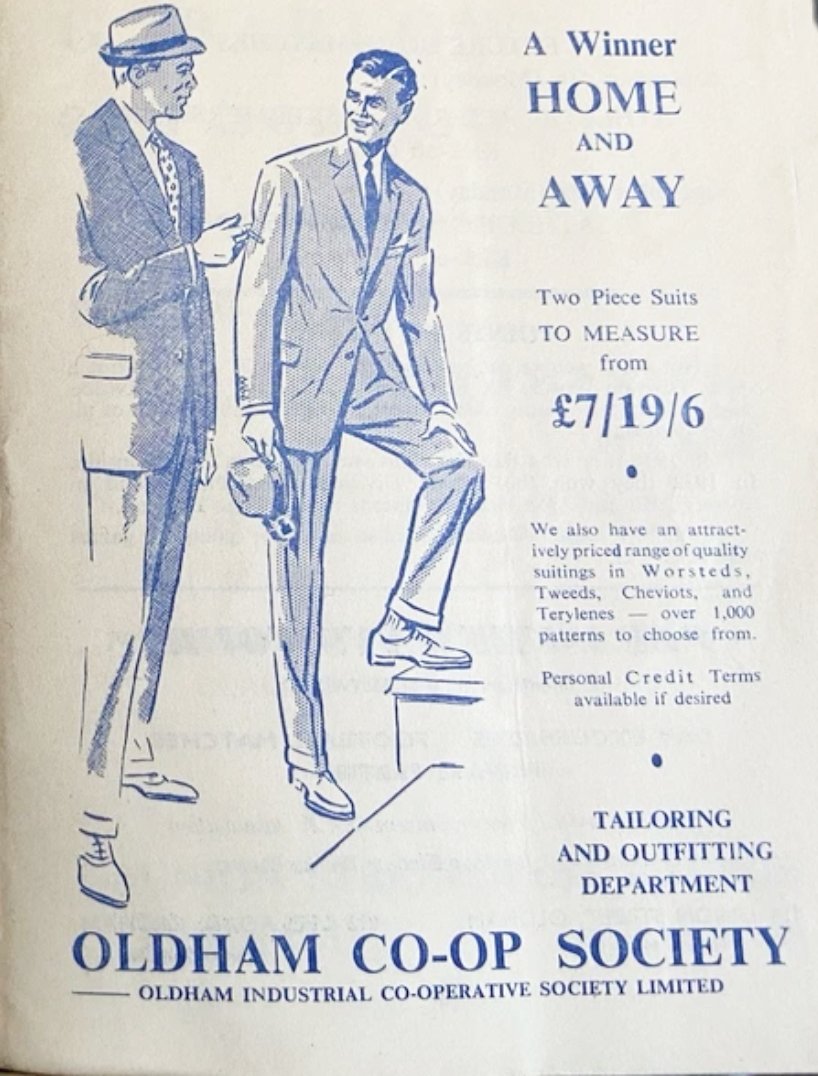 A Winner
HOME
AND
AWAY
Two Piece Suits
TO MEASURE
from
£7/19/6
We also have an attract-
ively priced range of quality
suitings in Worsteds,
Tweeds, Cheviots, and
Terylenes — over 1,000
patterns to choose from.
Personal Credit Terms
available if desired
TAILORING
AND OUTFITTING
DEPARTMENT
OLDHAM CO-OP SOCIETY
OLDHAM INDUSTRIAL CO-OPERATIVE SOCIETY LIMITED